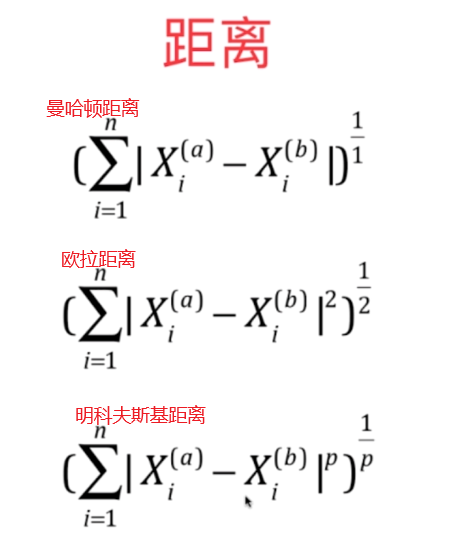 距离
曼哈顿距离
(\sum_{i=1}^{n} | X_i^{(a)} - X_i^{(b)} |)^{\frac{1}{1}}
欧拉距离
(\sum_{i=1}^{n} | X_i^{(a)} - X_i^{(b)} |^2)^{\frac{1}{2}}
明科夫斯基距离
(\sum_{i=1}^{n} | X_i^{(a)} - X_i^{(b)} |^p)^{\frac{1}{p}}